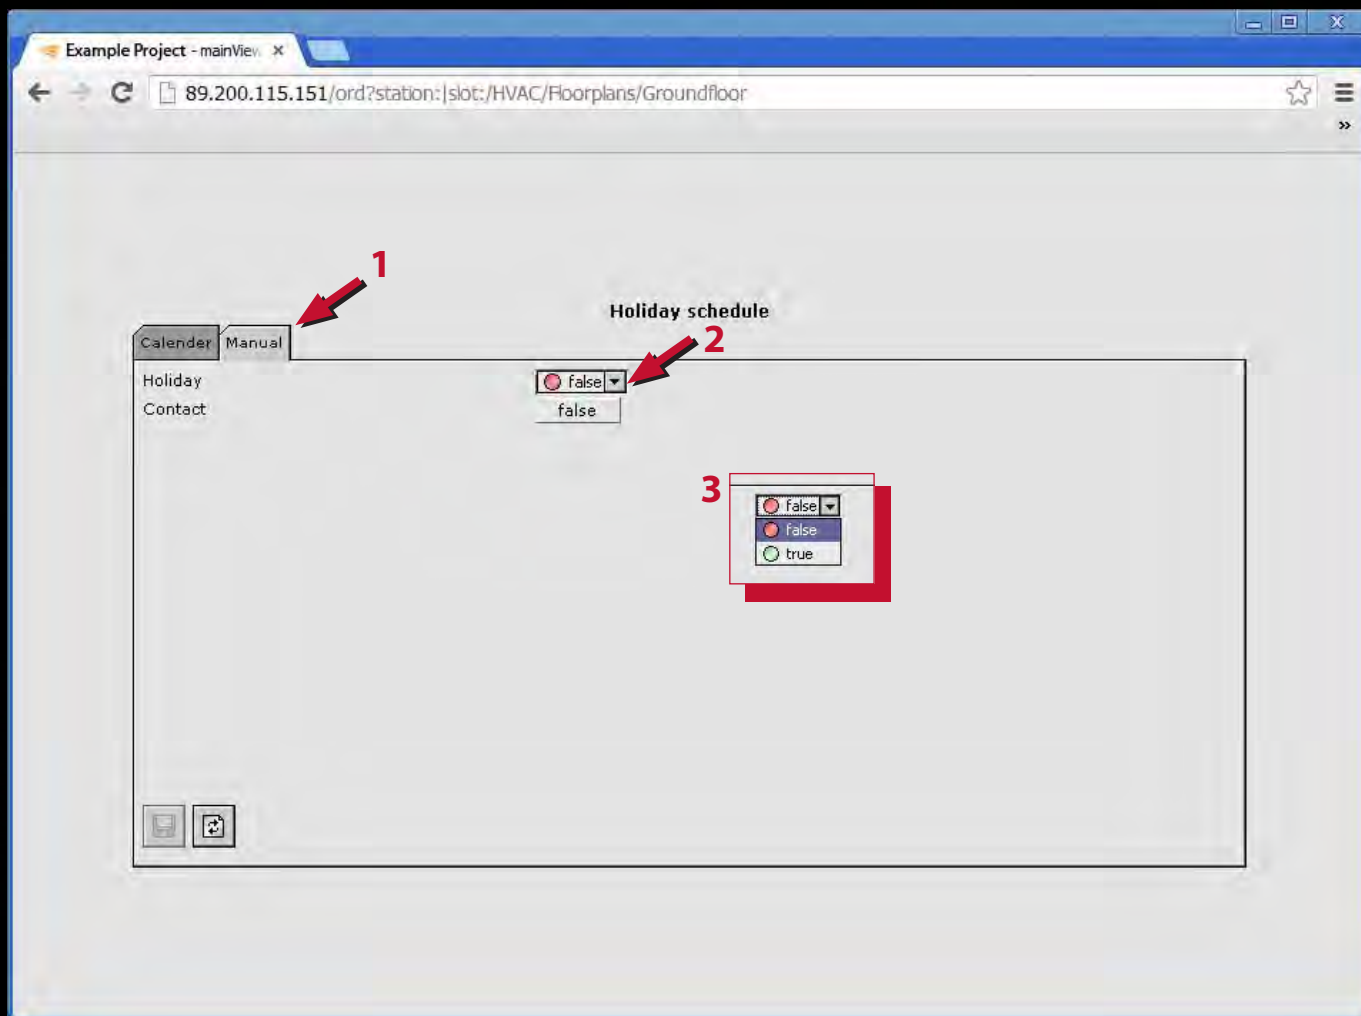 Example Project - mainView
89.200.115.151/ord?station:|slot:/HVAC/Floorplans/Groundfloor
1
Holiday schedule
2
Calender Manual
Holiday false
Contact false
3
false
false
true